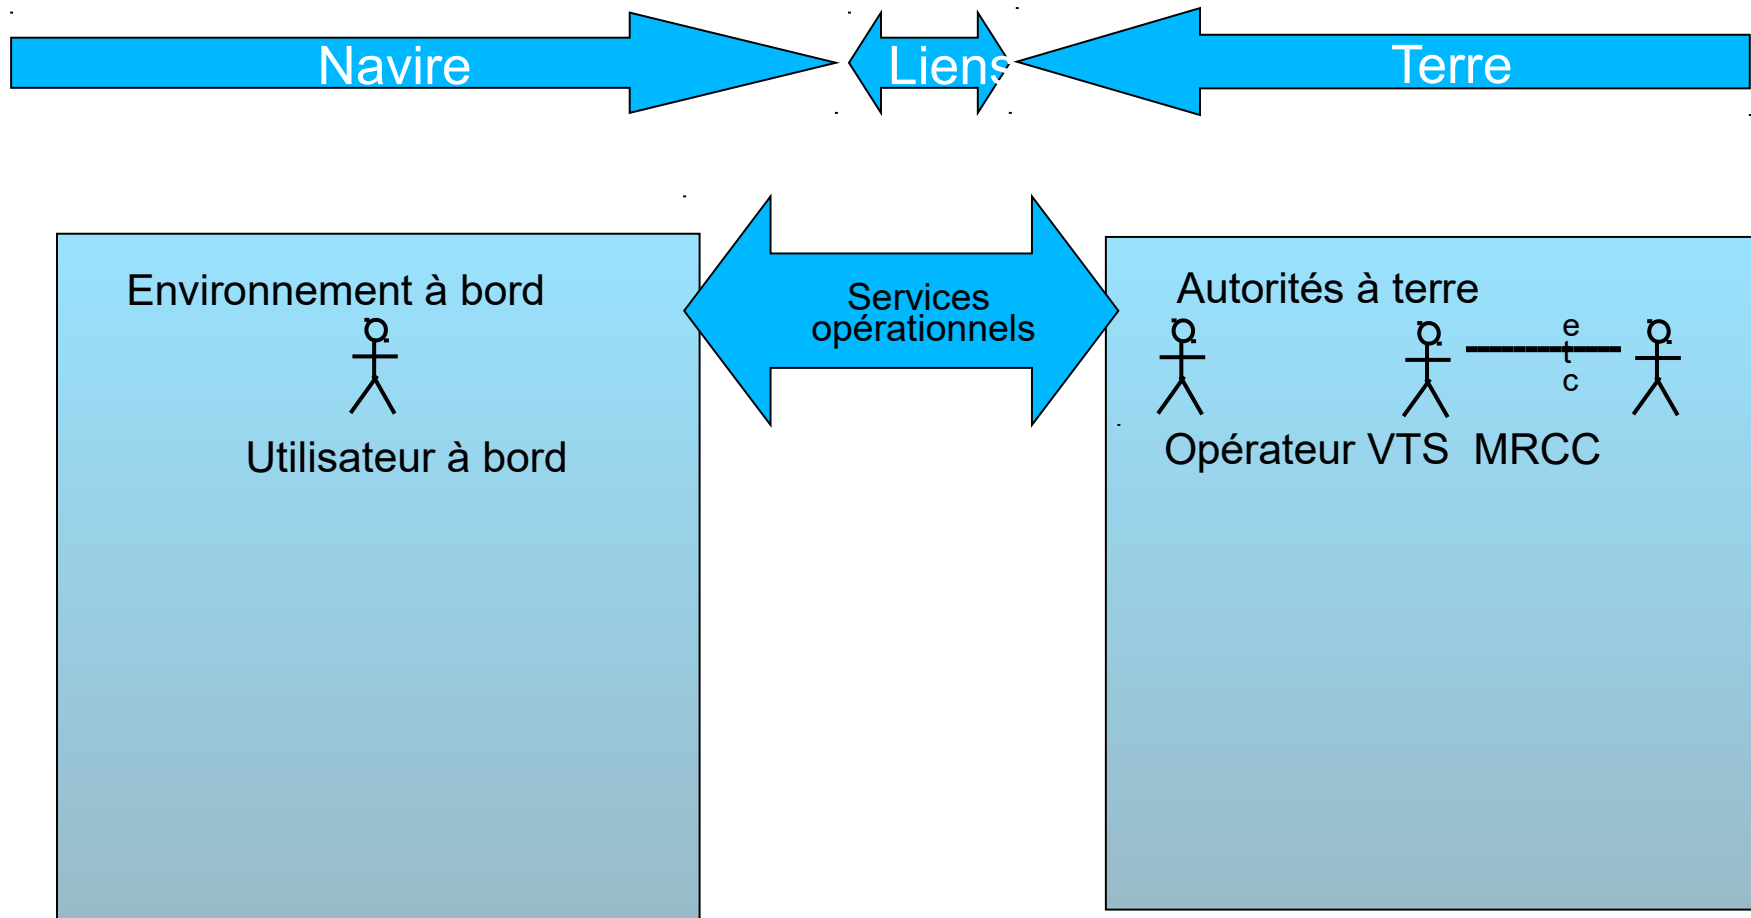 Navire
Liens
Terre
Environnement à bord
Utilisateur à bord
Services
opérationnels
Autorités à terre
e
t
c
Opérateur VTS MRCC